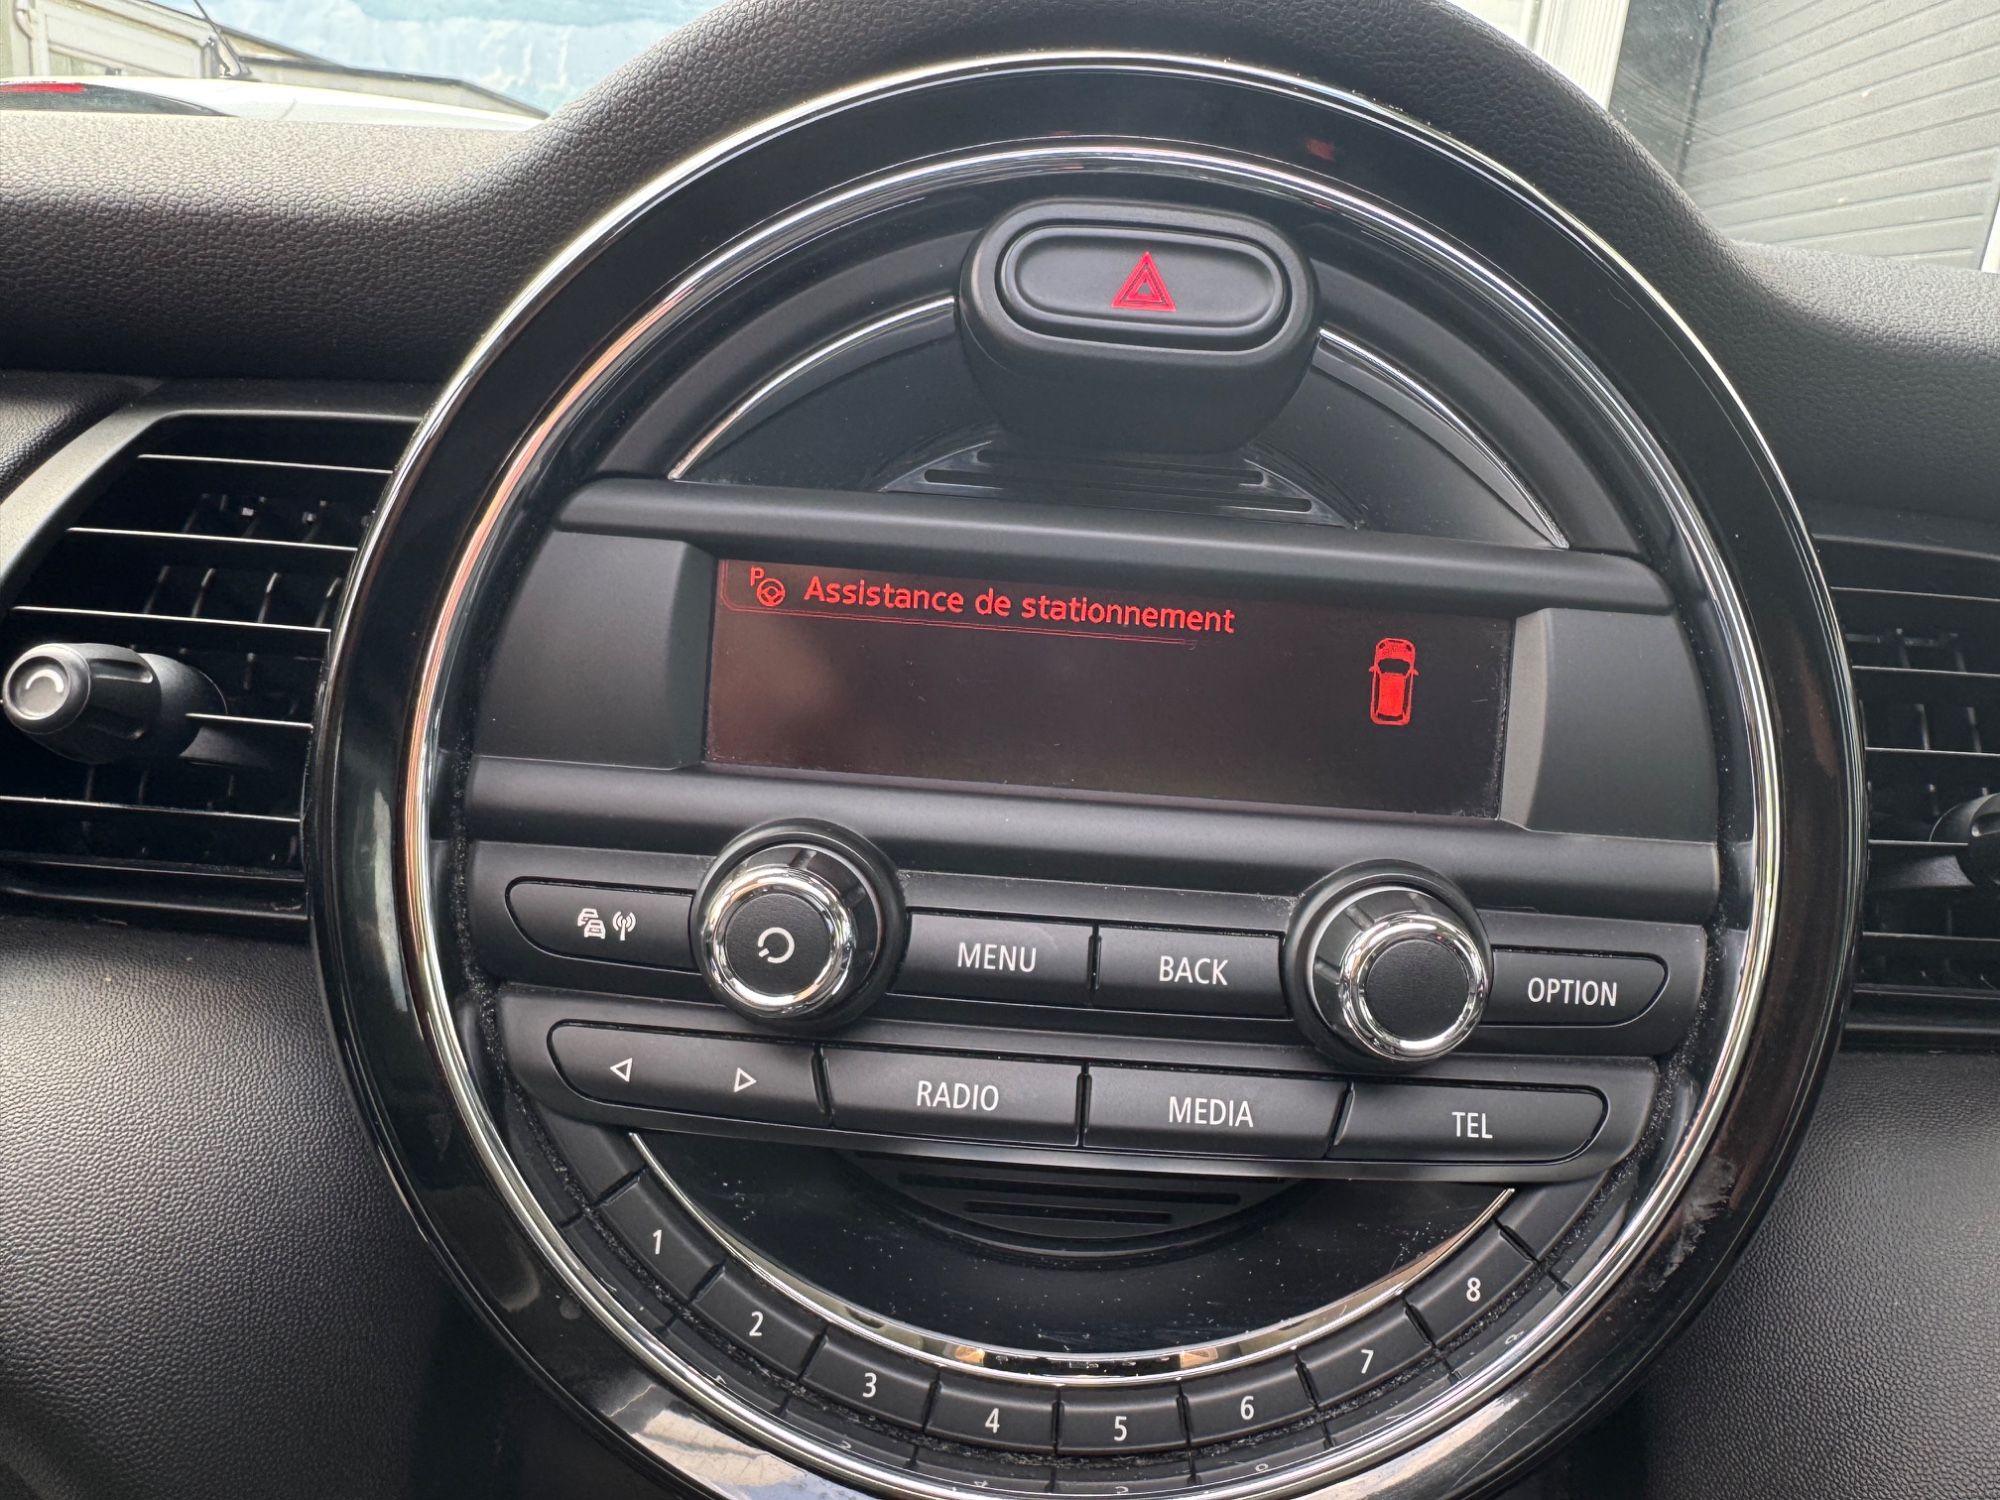 P Assistance de stationnement
MENU
BACK
OPTION
RADIO
MEDIA
TEL
1
2
3
4
5
6
7
8